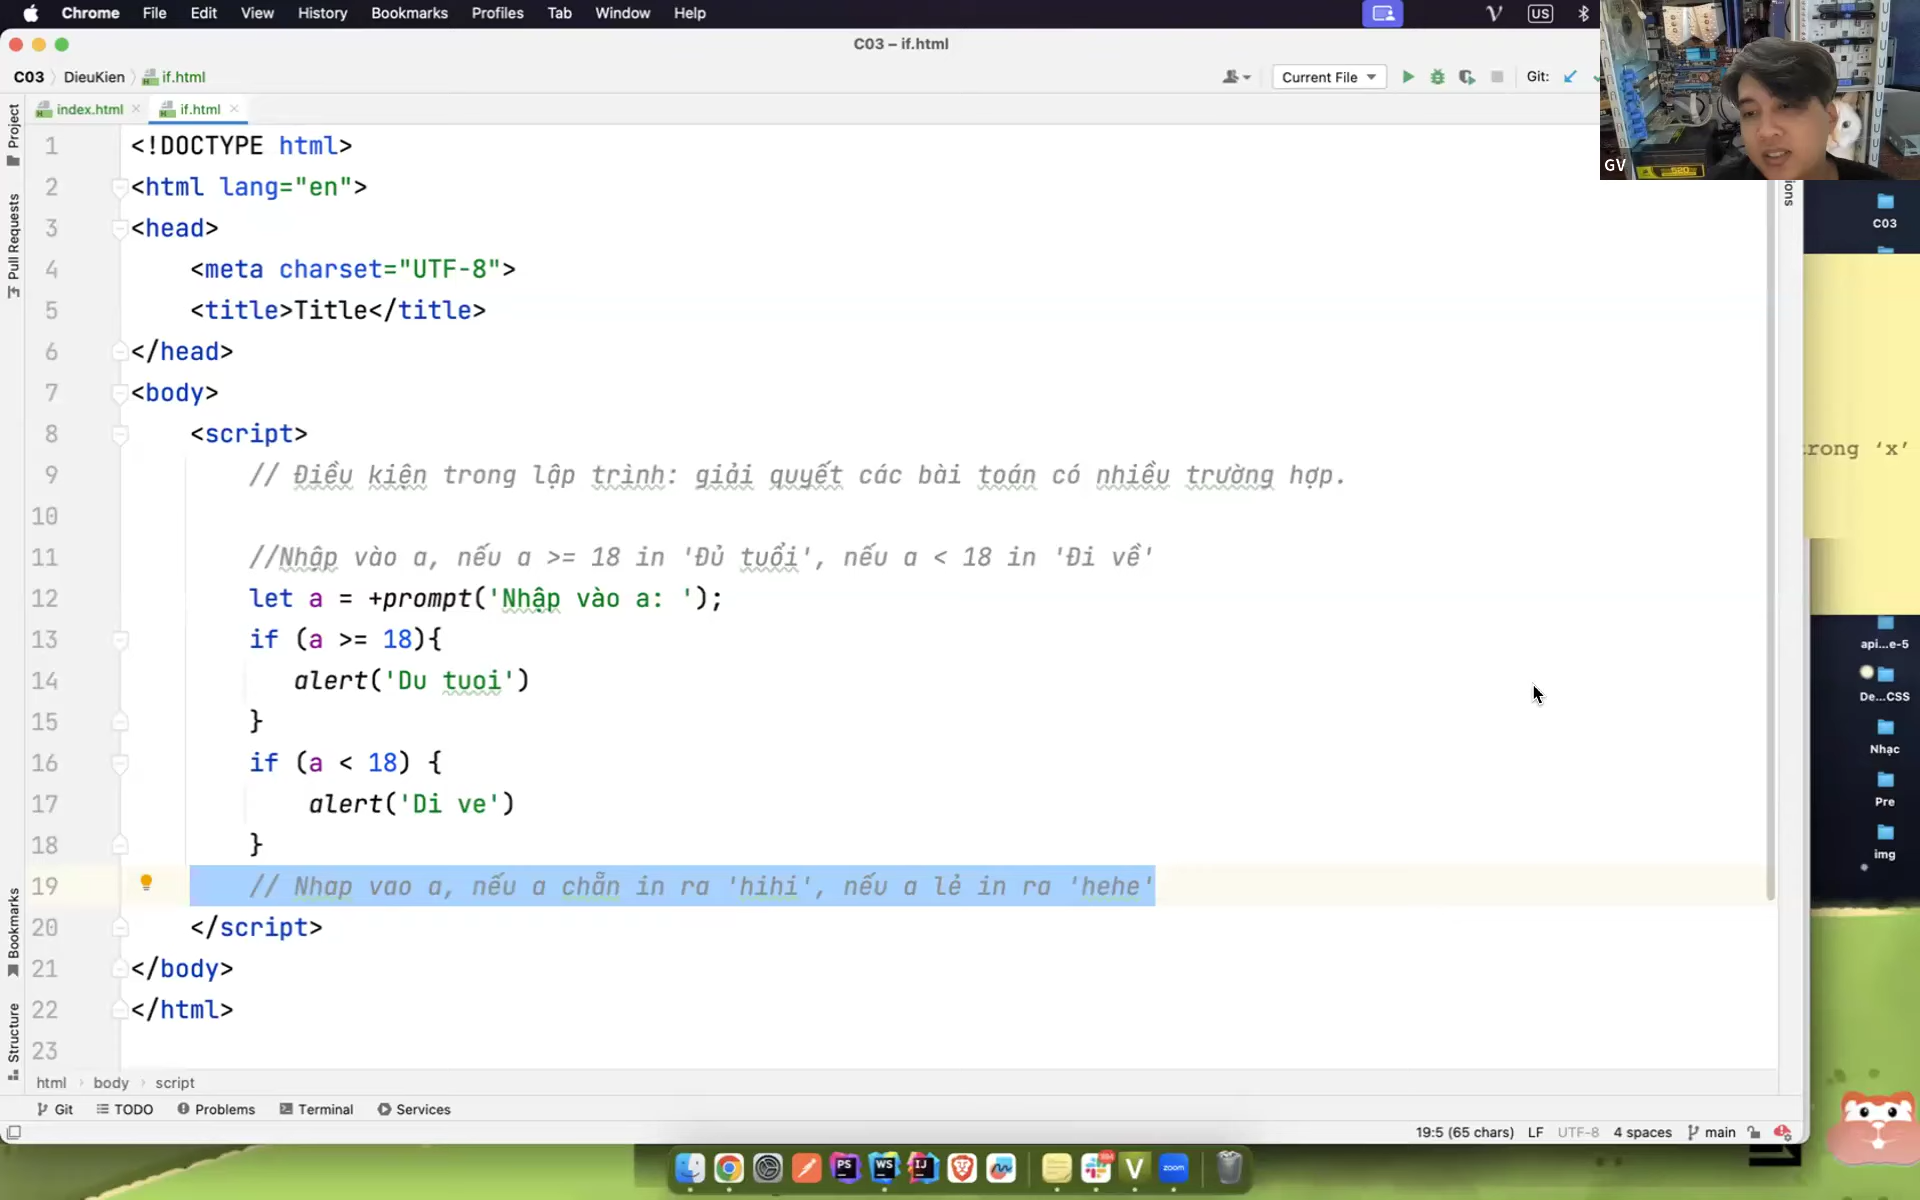 Chrome File Edit View History Bookmarks Profiles Tab Window Help US
C03 – if.html
C03 DieuKien if.html Current File Git:
index.html if.html
GV
Project
Pull Requests
Bookmarks
Structure
1 <!DOCTYPE html>
2 <html lang="en">
3 <head>
4 <meta charset="UTF-8">
5 <title>Title</title>
6 </head>
7 <body>
8 <script>
9 // Điều kiện trong lập trình: giải quyết các bài toán có nhiều trường hợp.
10
11 //Nhập vào a, nếu a >= 18 in 'Đủ tuổi', nếu a < 18 in 'Đi về'
12 let a = +prompt('Nhập vào a: ');
13 if (a >= 18){
14 alert('Du tuoi')
15 }
16 if (a < 18) {
17 alert('Di ve')
18 }
19 // Nhap vao a, nếu a chẵn in ra 'hihi', nếu a lẻ in ra 'hehe'
20 </script>
21 </body>
22 </html>
23
html body script
Git TODO Problems Terminal Services
19:5 (65 chars) LF UTF-8 4 spaces main
C03
trong ‘x’
api...e-5
De...CSS
Nhạc
Pre
img
PS WS IJ V zoom